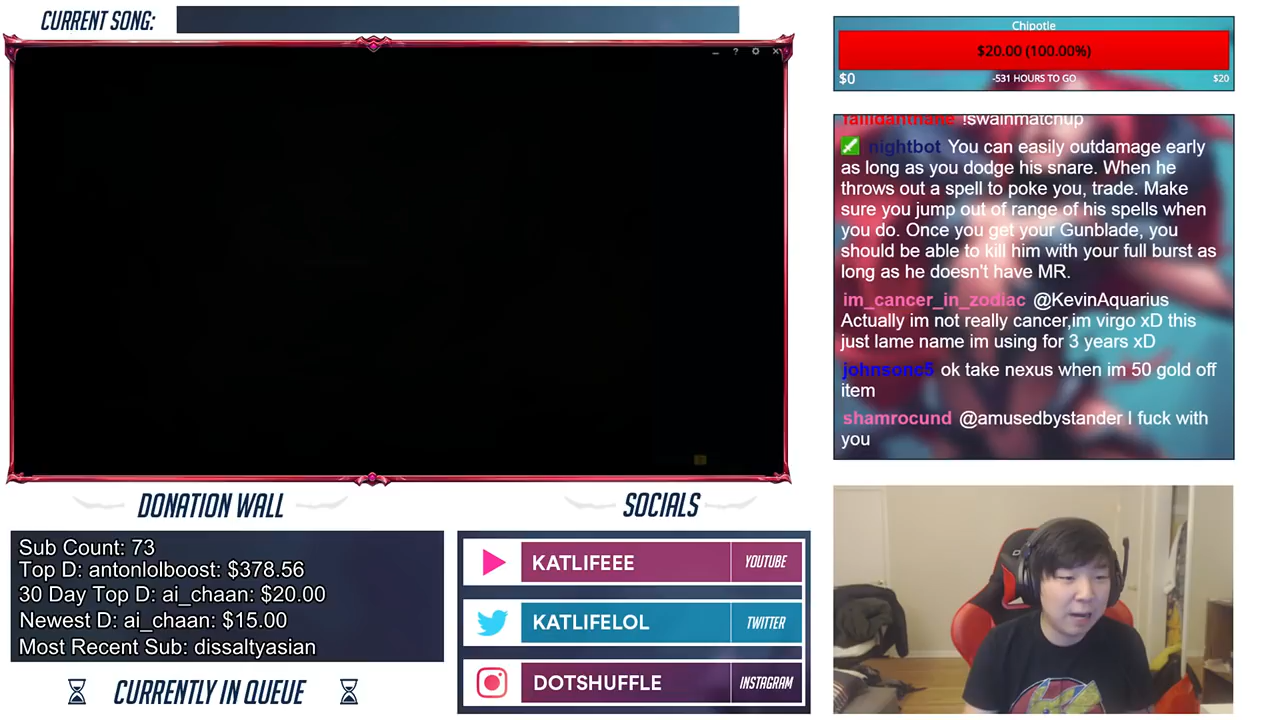 CURRENT SONG:
Chipotle
$20.00 (100.00%)
$0
-531 HOURS TO GO
$20
!swainmatchup
nightbot You can easily outdamage early
as long as you dodge his snare. When he
throws out a spell to poke you, trade. Make
sure you jump out of range of his spells when
you do. Once you get your Gunblade, you
should be able to kill him with your full burst as
long as he doesn't have MR.
im_cancer_in_zodiac @KevinAquarius
Actually im not really cancer,im virgo xD this
just lame name im using for 3 years xD
johnsonc5 ok take nexus when im 50 gold off
item
shamrocund @amusedbystander I fuck with
you
DONATION WALL
Sub Count: 73
Top D: antonlolboost: $378.56
30 Day Top D: ai_chaan: $20.00
Newest D: ai_chaan: $15.00
Most Recent Sub: dissaltyasian
CURRENTLY IN QUEUE
SOCIALS
KATLIFEEE YOUTUBE
KATLIFELOL TWITTER
DOTSHUFFLE INSTAGRAM